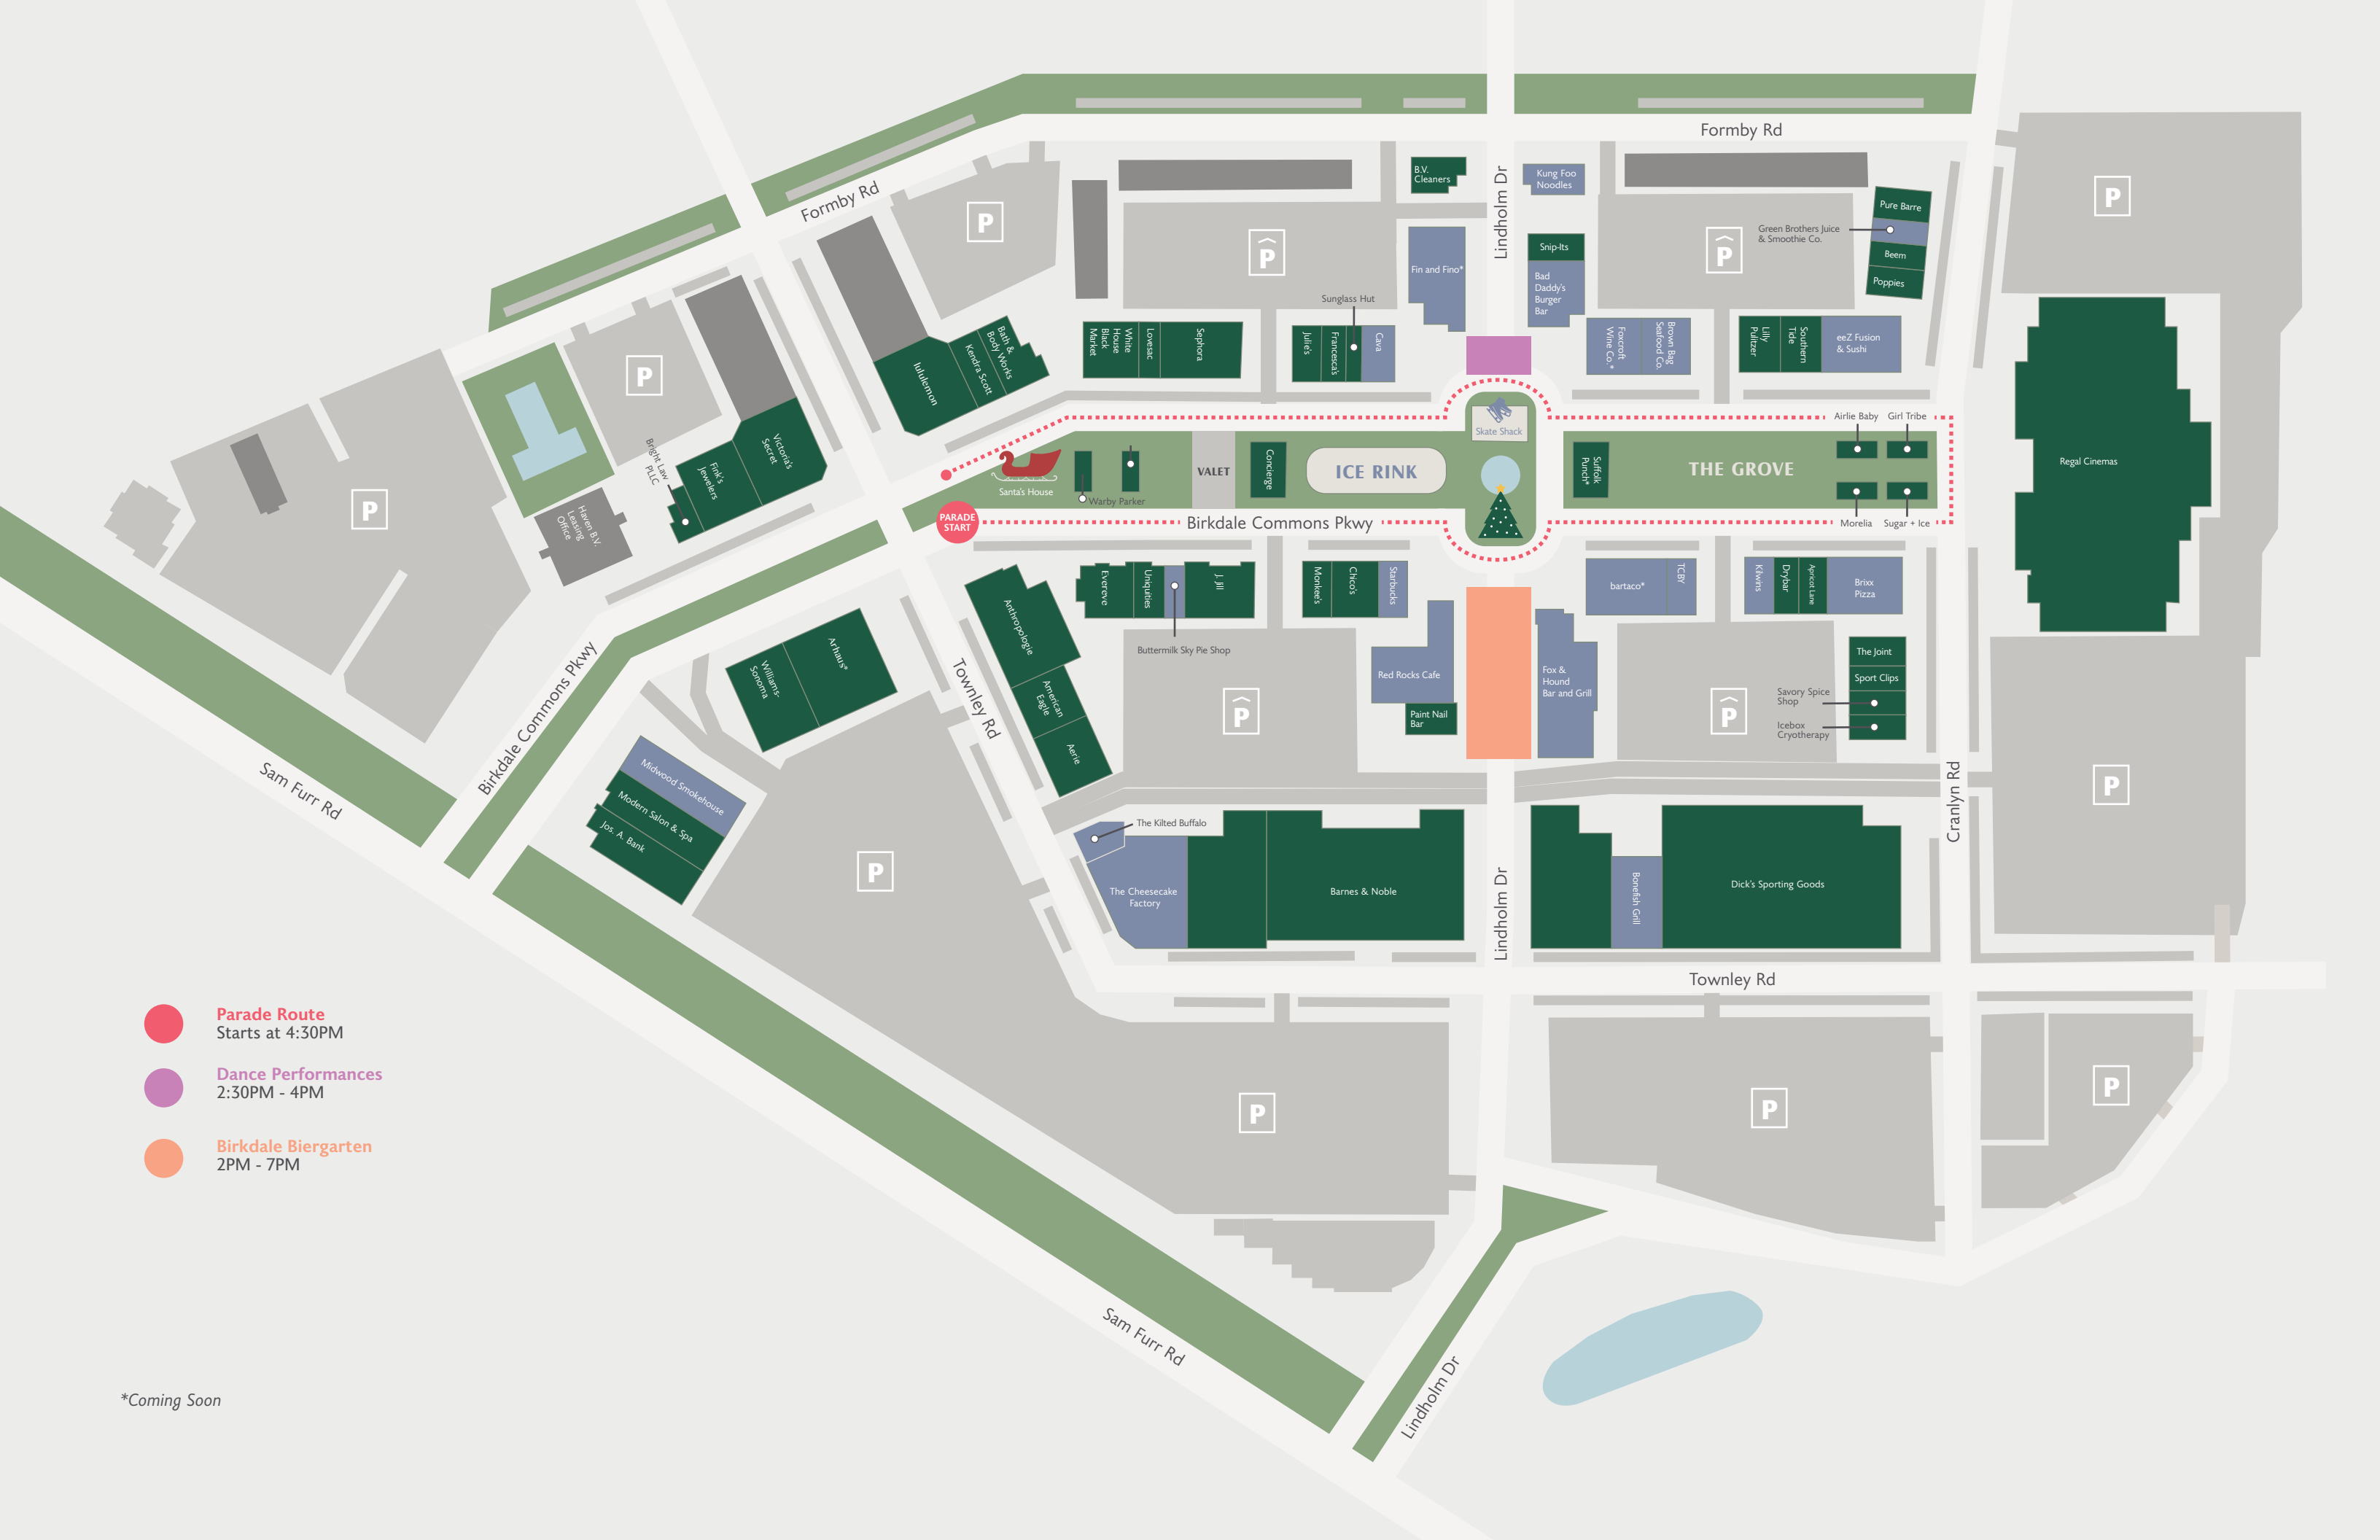 Formby Rd
Formby Rd
Lindholm Dr
P
P
P
P
P
P
B.V.
Cleaners
Kung Foo
Noodles
Pure Barre
Green Brothers Juice
& Smoothie Co.
Beem
Poppies
Snip-Its
Bad
Daddy's
Burger
Bar
Fin and Fino*
Sunglass Hut
White
House
Black
Market
Lovesac
Sephora
Julie's
Francesca's
Cava
Foxcroft
Wine Co.*
Brown Bag
Seafood Co.
Lilly
Pulitzer
Southern
Tide
eeZ Fusion
& Sushi
lululemon
Kendra Scott
Bath &
Body Works
Victoria's
Secret
Fink's
Jewelers
Bright Law
PLLC
Haven B.V.
Leasing
Office
Santa's House
Warby Parker
VALET
Concierge
ICE RINK
Skate Shack
Suffolk
Punch*
THE GROVE
Airlie Baby
Girl Tribe
Morelia
Sugar + Ice
Regal Cinemas
PARADE
START
Birkdale Commons Pkwy
Evereve
Uniquities
J. Jill
Buttermilk Sky Pie Shop
Monkee's
Chico's
Starbucks
bartaco*
TCBY
Kilwins
Drybar
Apricot Lane
Brixx
Pizza
Anthropologie
American
Eagle
Aerie
Arhaus*
Williams-
Sonoma
Townley Rd
Birkdale Commons Pkwy
Red Rocks Cafe
Paint Nail
Bar
Fox &
Hound
Bar and Grill
The Joint
Sport Clips
Savory Spice
Shop
Icebox
Cryotherapy
P
P
P
P
Cranlyn Rd
Midwood Smokehouse
Modern Salon & Spa
Jos. A. Bank
Sam Furr Rd
The Kilted Buffalo
The Cheesecake
Factory
Barnes & Noble
Lindholm Dr
Bonefish Grill
Dick's Sporting Goods
Townley Rd
P
P
P
Parade Route
Starts at 4:30PM
Dance Performances
2:30PM - 4PM
Birkdale Biergarten
2PM - 7PM
Sam Furr Rd
Lindholm Dr
*Coming Soon